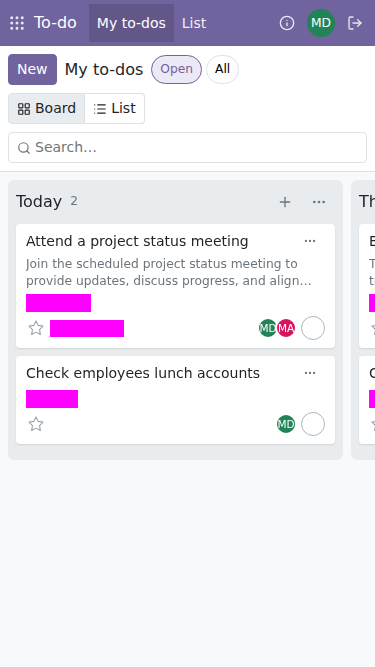 To-do My to-dos List MD
New My to-dos Open All
Board List
Search...
Today 2
Attend a project status meeting
Join the scheduled project status meeting to
provide updates, discuss progress, and align...
MD MA
Check employees lunch accounts
MD